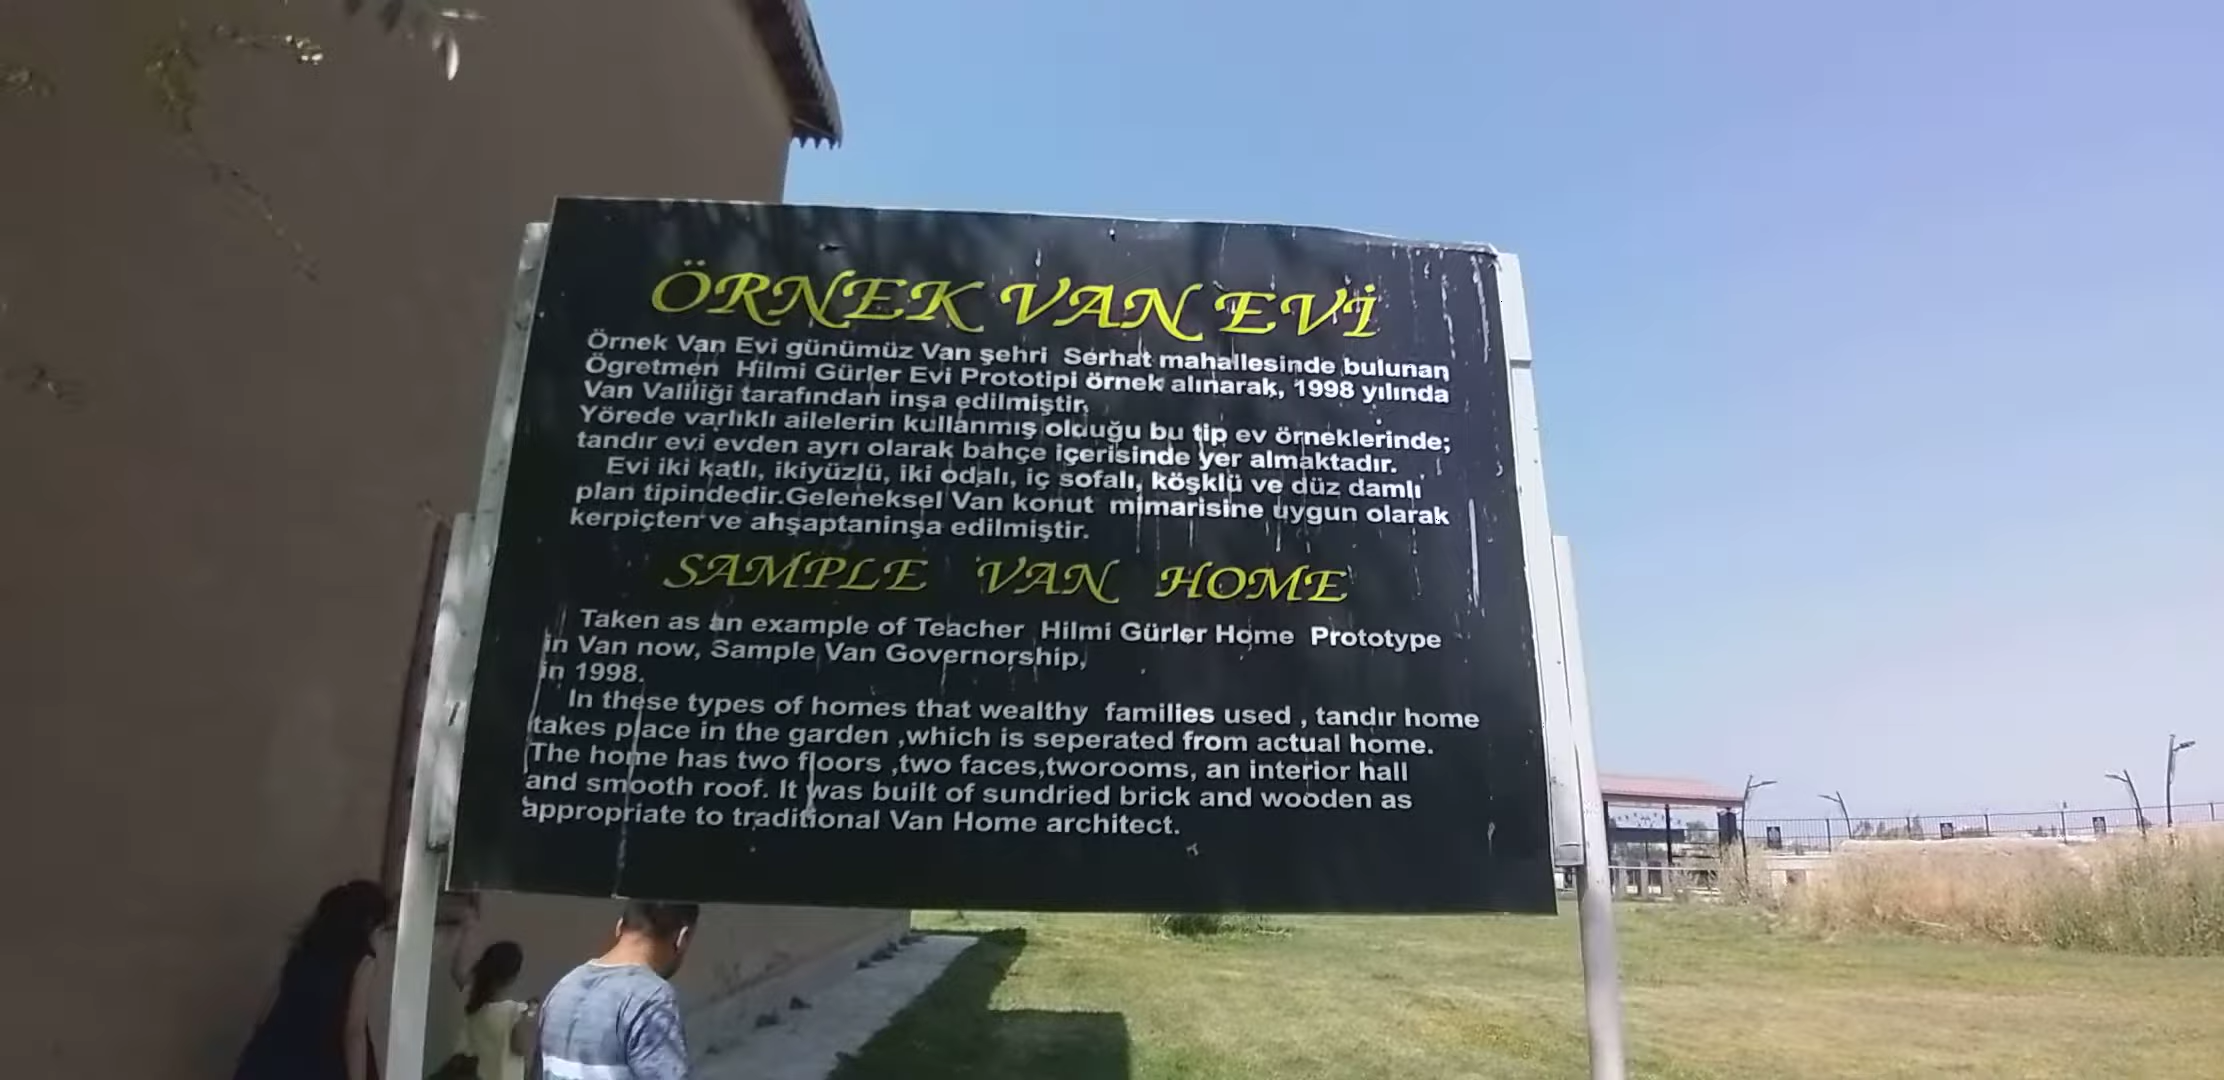 ÖRNEK VAN EVİ
Örnek Van Evi günümüz Van şehri Serhat mahallesinde bulunan
Ögretmen Hilmi Gürler Evi Prototipi örnek alınarak, 1998 yılında
Van Valiliği tarafından inşa edilmiştir.
Yörede varlıklı ailelerin kullanmış olduğu bu tip ev örneklerinde;
tandır evi evden ayrı olarak bahçe içerisinde yer almaktadır.
Evi iki katlı, ikiyüzlü, iki odalı, iç sofalı, köşklü ve düz damlı
plan tipindedir.Geleneksel Van konut mimarisine uygun olarak
kerpiçten ve ahşaptaninşa edilmiştir.
SAMPLE VAN HOME
Taken as an example of Teacher Hilmi Gürler Home Prototype
in Van now, Sample Van Governorship,
in 1998.
In these types of homes that wealthy families used , tandır home
takes place in the garden ,which is seperated from actual home.
The home has two floors ,two faces,tworooms, an interior hall
and smooth roof. It was built of sundried brick and wooden as
appropriate to traditional Van Home architect.